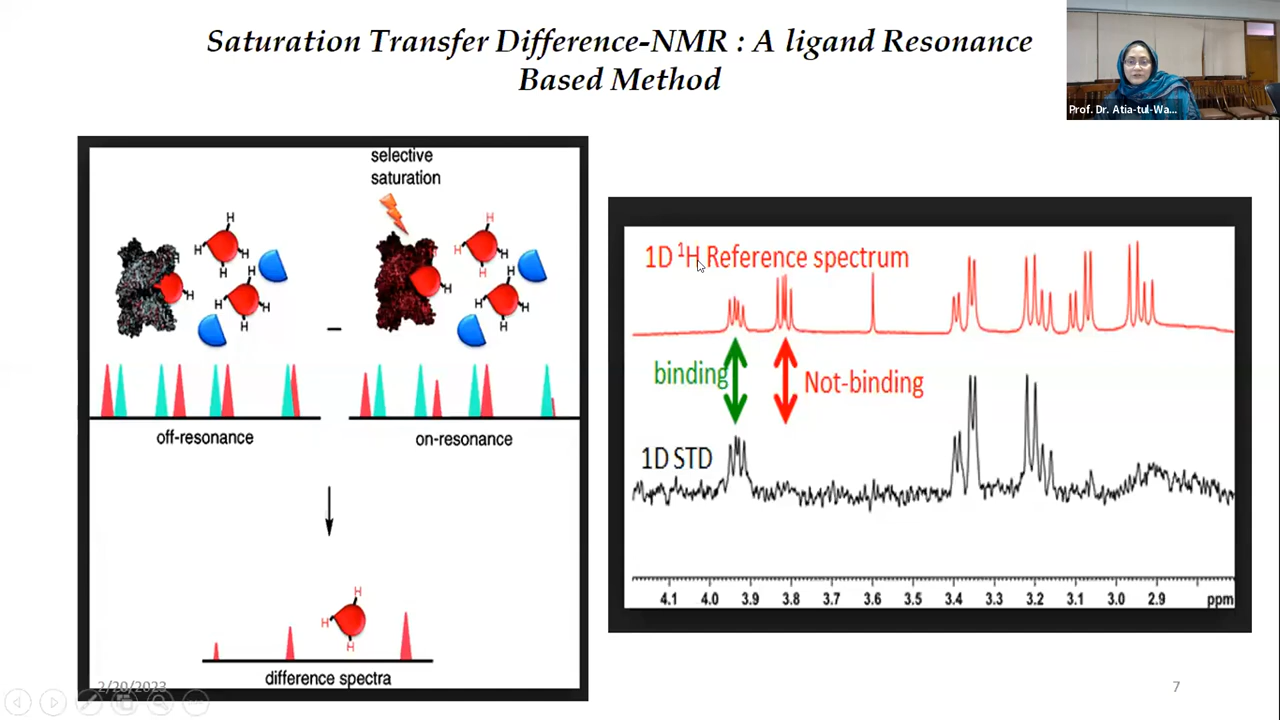 Saturation Transfer Difference-NMR : A ligand Resonance
Based Method
Prof. Dr. Atia-tul-Wa...
selective
saturation
H
H
H
H
H
H
H
H
H
H
H
H
H
H
–
off-resonance
on-resonance
H
H
H
difference spectra
1D ¹H Reference spectrum
binding
Not-binding
1D STD
4.1 4.0 3.9 3.8 3.7 3.6 3.5 3.4 3.3 3.2 3.1 3.0 2.9 ppm
2/20/2023
7